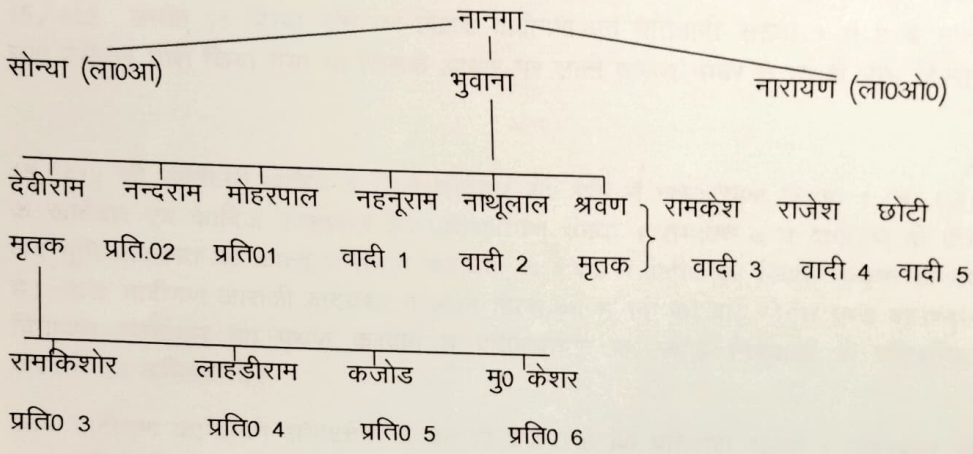 नानगा
सोन्या (ला0आ)
भुवाना
नारायण (ला0ओ0)
देवीराम नन्दराम मोहरपाल नहनूराम नाथूलाल श्रवण } रामकेश राजेश छोटी
मृतक प्रति.02 प्रति01 वादी 1 वादी 2 मृतक वादी 3 वादी 4 वादी 5
रामकिशोर लाहडीराम कजोड मु0 केशर
प्रति0 3 प्रति0 4 प्रति0 5 प्रति0 6